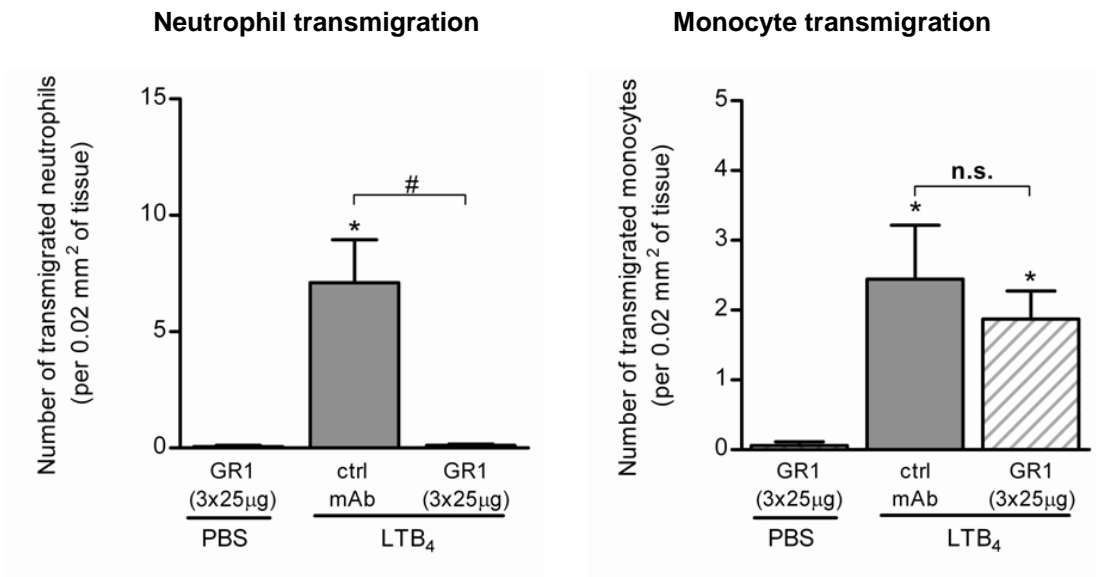 Neutrophil transmigration
Number of transmigrated neutrophils
(per 0.02 mm² of tissue)
15
10
5
0
#
*
GR1
(3x25µg)
ctrl
mAb
GR1
(3x25µg)
PBS
LTB₄
Monocyte transmigration
Number of transmigrated monocytes
(per 0.02 mm² of tissue)
5
4
3
2
1
0
n.s.
*
*
GR1
(3x25µg)
ctrl
mAb
GR1
(3x25µg)
PBS
LTB₄